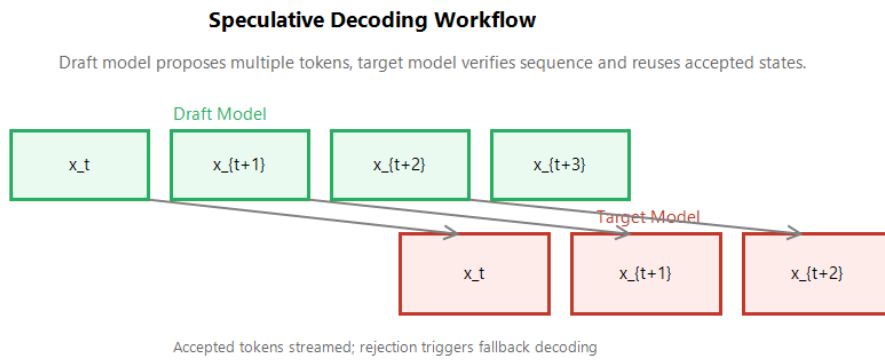 Speculative Decoding Workflow
Draft model proposes multiple tokens, target model verifies sequence and reuses accepted states.
Draft Model
x_t
x_{t+1}
x_{t+2}
x_{t+3}
Target Model
x_t
x_{t+1}
x_{t+2}
Accepted tokens streamed; rejection triggers fallback decoding